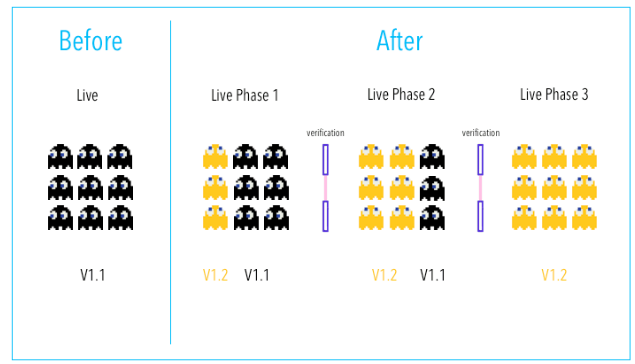 Before
After
Live
Live Phase 1
Live Phase 2
Live Phase 3
verification
verification
V1.1
V1.2
V1.1
V1.2
V1.1
V1.2